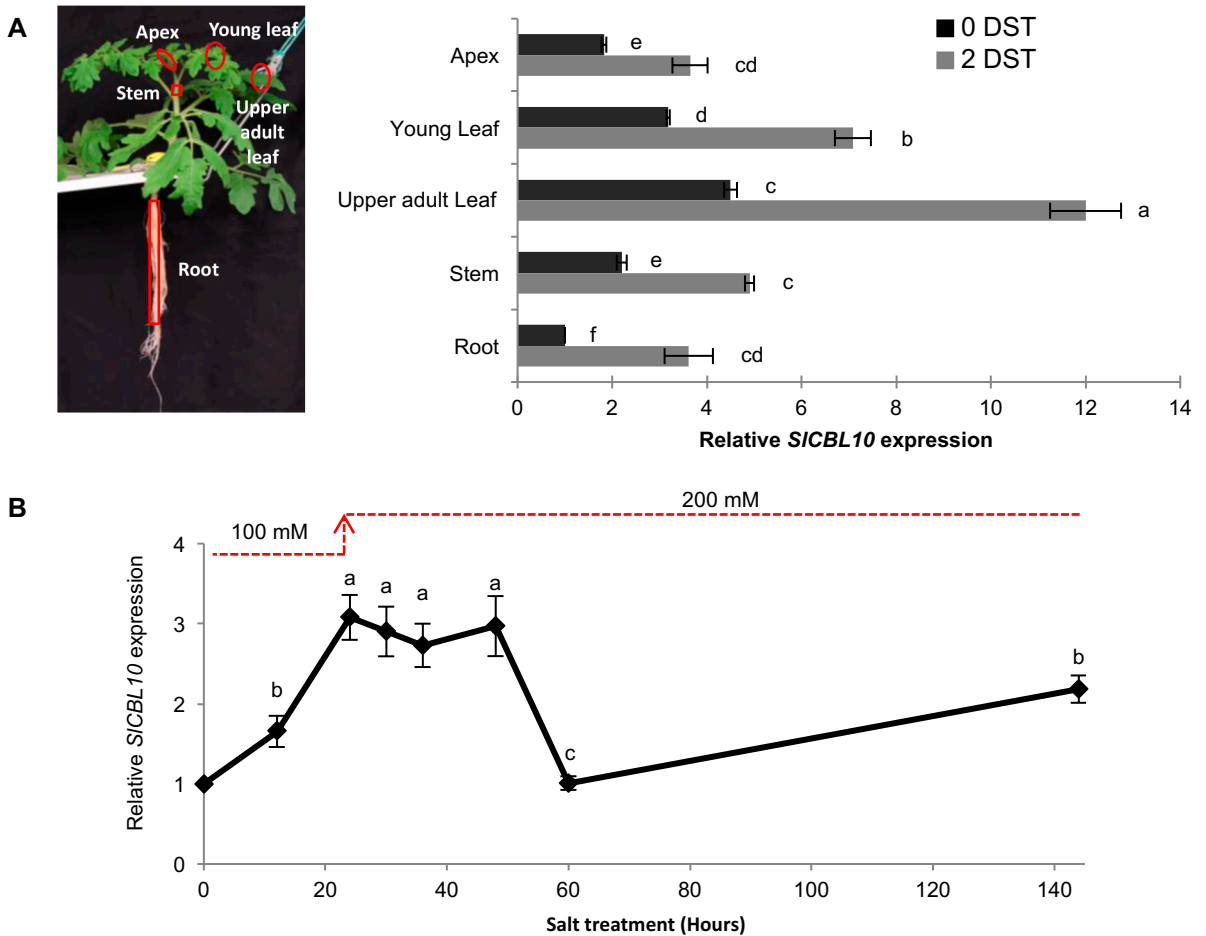 A
Apex
Young leaf
Stem
Upper
adult
leaf
Root
0 DST
2 DST
Apex
e
cd
Young Leaf
d
b
Upper adult Leaf
c
a
Stem
e
c
Root
f
cd
0 2 4 6 8 10 12 14
Relative SlCBL10 expression
B
100 mM
200 mM
Relative SlCBL10 expression
4
3
2
1
0
b
a
a
a
a
c
b
0 20 40 60 80 100 120 140
Salt treatment (Hours)